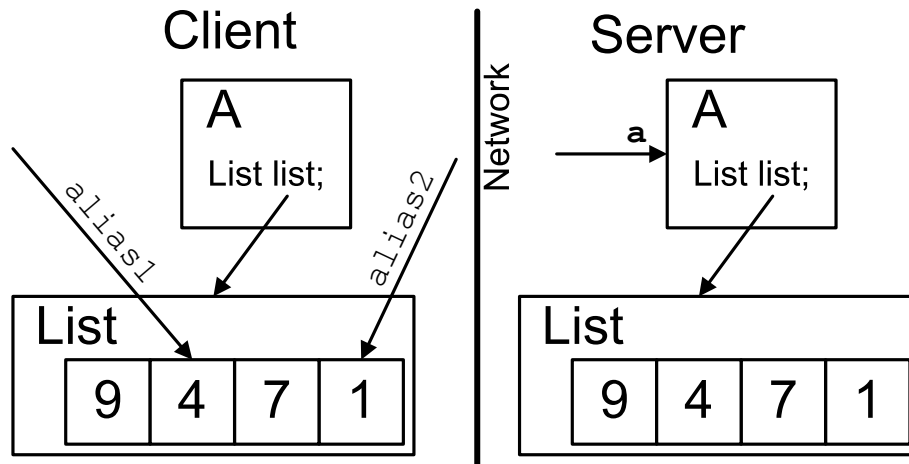 Client
A
List list;
alias1
alias2
List
9 4 7 1
Network
Server
a
A
List list;
List
9 4 7 1